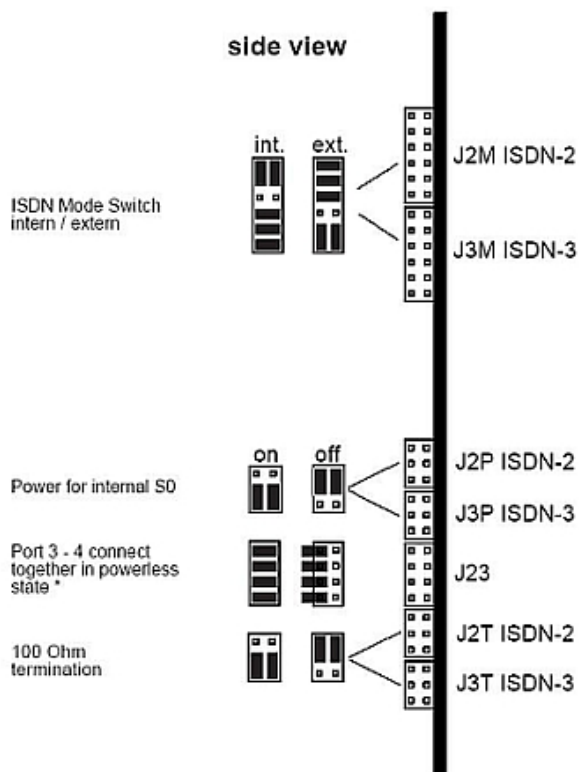 side view
int.
ext.
J2M ISDN-2
ISDN Mode Switch
intern / extern
J3M ISDN-3
on
off
J2P ISDN-2
Power for internal S0
J3P ISDN-3
Port 3 - 4 connect
together in powerless
state *
J23
J2T ISDN-2
100 Ohm
termination
J3T ISDN-3